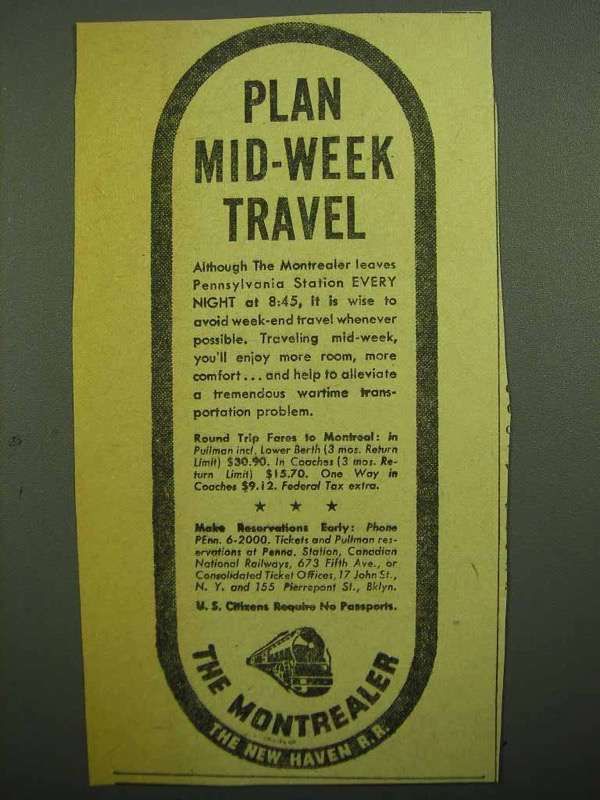 PLAN
MID-WEEK
TRAVEL
Although The Montrealer leaves
Pennsylvania Station EVERY
NIGHT at 8:45, it is wise to
avoid week-end travel whenever
possible. Traveling mid-week,
you'll enjoy more room, more
comfort... and help to alleviate
a tremendous wartime trans-
portation problem.
Round Trip Fares to Montreal: in
Pullman incl. Lower Berth (3 mos. Return
Limit) $30.90. In Coaches (3 mos. Re-
turn Limit) $15.70. One Way in
Coaches $9.12. Federal Tax extra.
★ ★ ★
Make Reservations Early: Phone
PEnn. 6-2000. Tickets and Pullman res-
ervations at Penna. Station, Canadian
National Railways, 673 Fifth Ave., or
Consolidated Ticket Offices, 17 John St.,
N. Y. and 155 Pierrepont St., Bklyn.
U. S. Citizens Require No Passports.
THE MONTREALER
THE NEW HAVEN R.R.